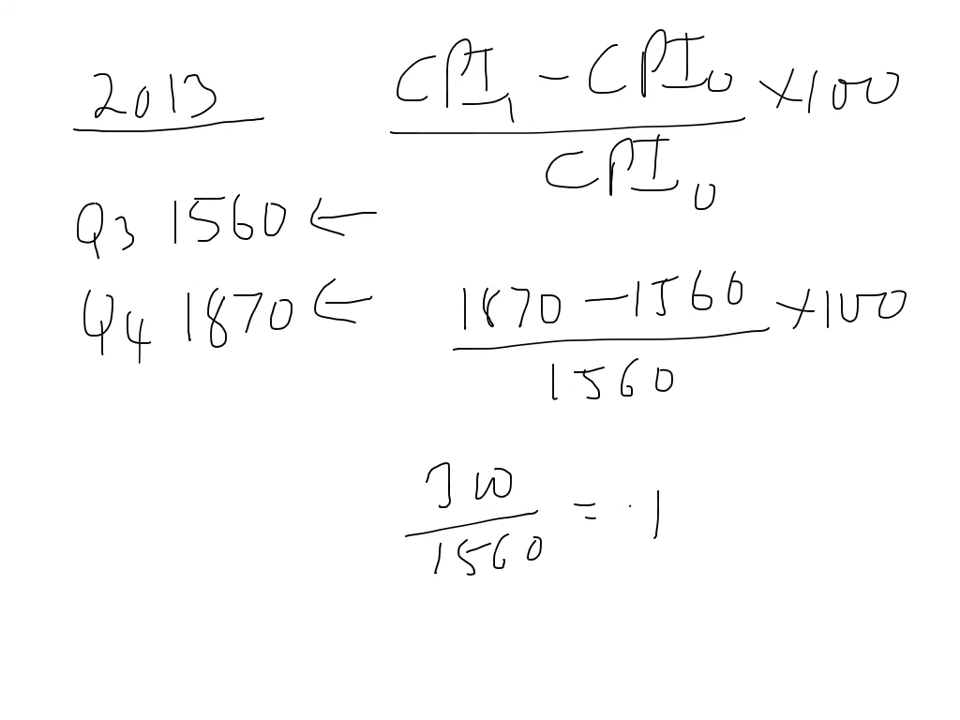 2013
CPI₁ - CPI₀ ×100
CPI₀
Q3 1560 ←
Q4 1870 ←
1870 - 1560 ×100
1560
310
1560
= .1